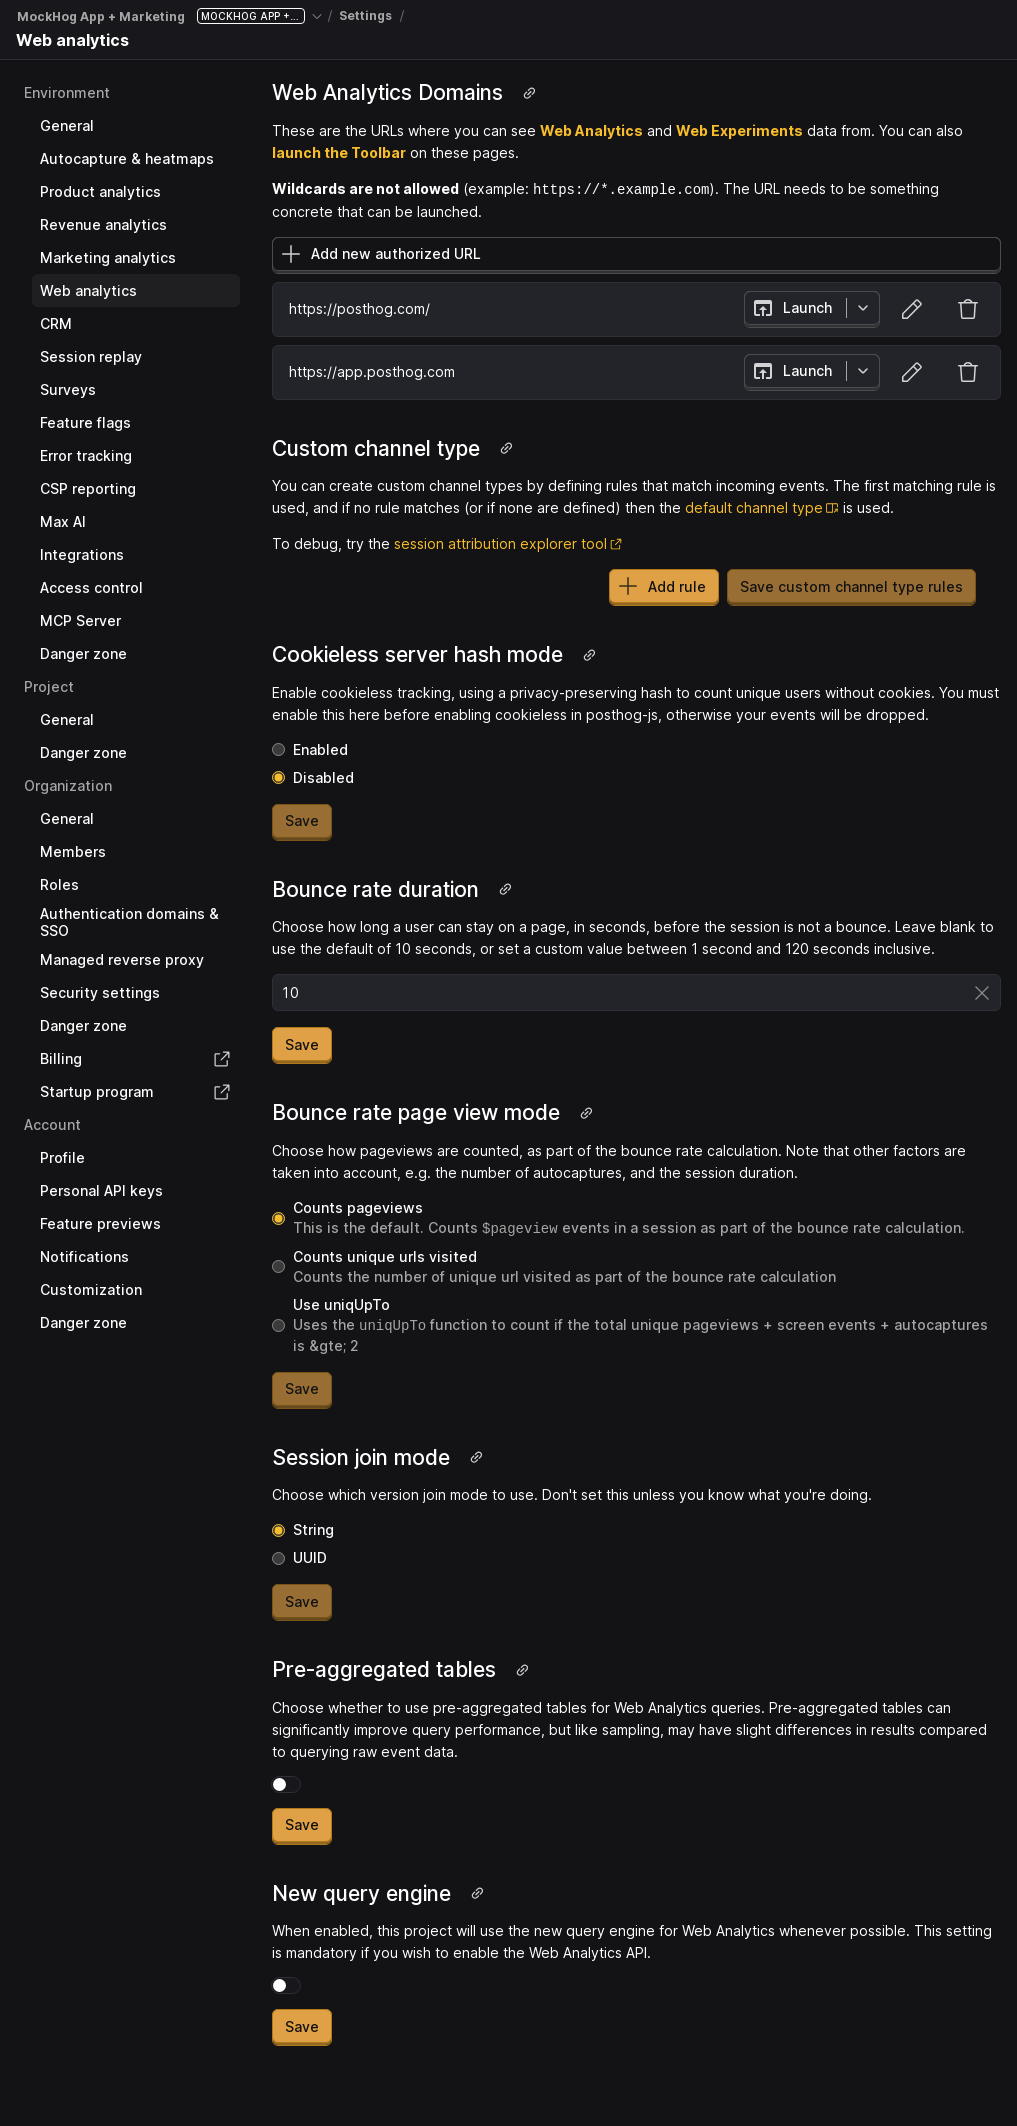 MockHog App + Marketing MOCKHOG APP +... / Settings /
Web analytics
Environment
General
Autocapture & heatmaps
Product analytics
Revenue analytics
Marketing analytics
Web analytics
CRM
Session replay
Surveys
Feature flags
Error tracking
CSP reporting
Max AI
Integrations
Access control
MCP Server
Danger zone
Project
General
Danger zone
Organization
General
Members
Roles
Authentication domains &
SSO
Managed reverse proxy
Security settings
Danger zone
Billing
Startup program
Account
Profile
Personal API keys
Feature previews
Notifications
Customization
Danger zone
Web Analytics Domains
These are the URLs where you can see Web Analytics and Web Experiments data from. You can also
launch the Toolbar on these pages.
Wildcards are not allowed (example: https://*.example.com). The URL needs to be something
concrete that can be launched.
Add new authorized URL
https://posthog.com/ Launch
https://app.posthog.com Launch
Custom channel type
You can create custom channel types by defining rules that match incoming events. The first matching rule is
used, and if no rule matches (or if none are defined) then the default channel type is used.
To debug, try the session attribution explorer tool
Add rule Save custom channel type rules
Cookieless server hash mode
Enable cookieless tracking, using a privacy-preserving hash to count unique users without cookies. You must
enable this here before enabling cookieless in posthog-js, otherwise your events will be dropped.
Enabled
Disabled
Save
Bounce rate duration
Choose how long a user can stay on a page, in seconds, before the session is not a bounce. Leave blank to
use the default of 10 seconds, or set a custom value between 1 second and 120 seconds inclusive.
10
Save
Bounce rate page view mode
Choose how pageviews are counted, as part of the bounce rate calculation. Note that other factors are
taken into account, e.g. the number of autocaptures, and the session duration.
Counts pageviews
This is the default. Counts $pageview events in a session as part of the bounce rate calculation.
Counts unique urls visited
Counts the number of unique url visited as part of the bounce rate calculation
Use uniqUpTo
Uses the uniqUpTo function to count if the total unique pageviews + screen events + autocaptures
is &gte; 2
Save
Session join mode
Choose which version join mode to use. Don't set this unless you know what you're doing.
String
UUID
Save
Pre-aggregated tables
Choose whether to use pre-aggregated tables for Web Analytics queries. Pre-aggregated tables can
significantly improve query performance, but like sampling, may have slight differences in results compared
to querying raw event data.
Save
New query engine
When enabled, this project will use the new query engine for Web Analytics whenever possible. This setting
is mandatory if you wish to enable the Web Analytics API.
Save